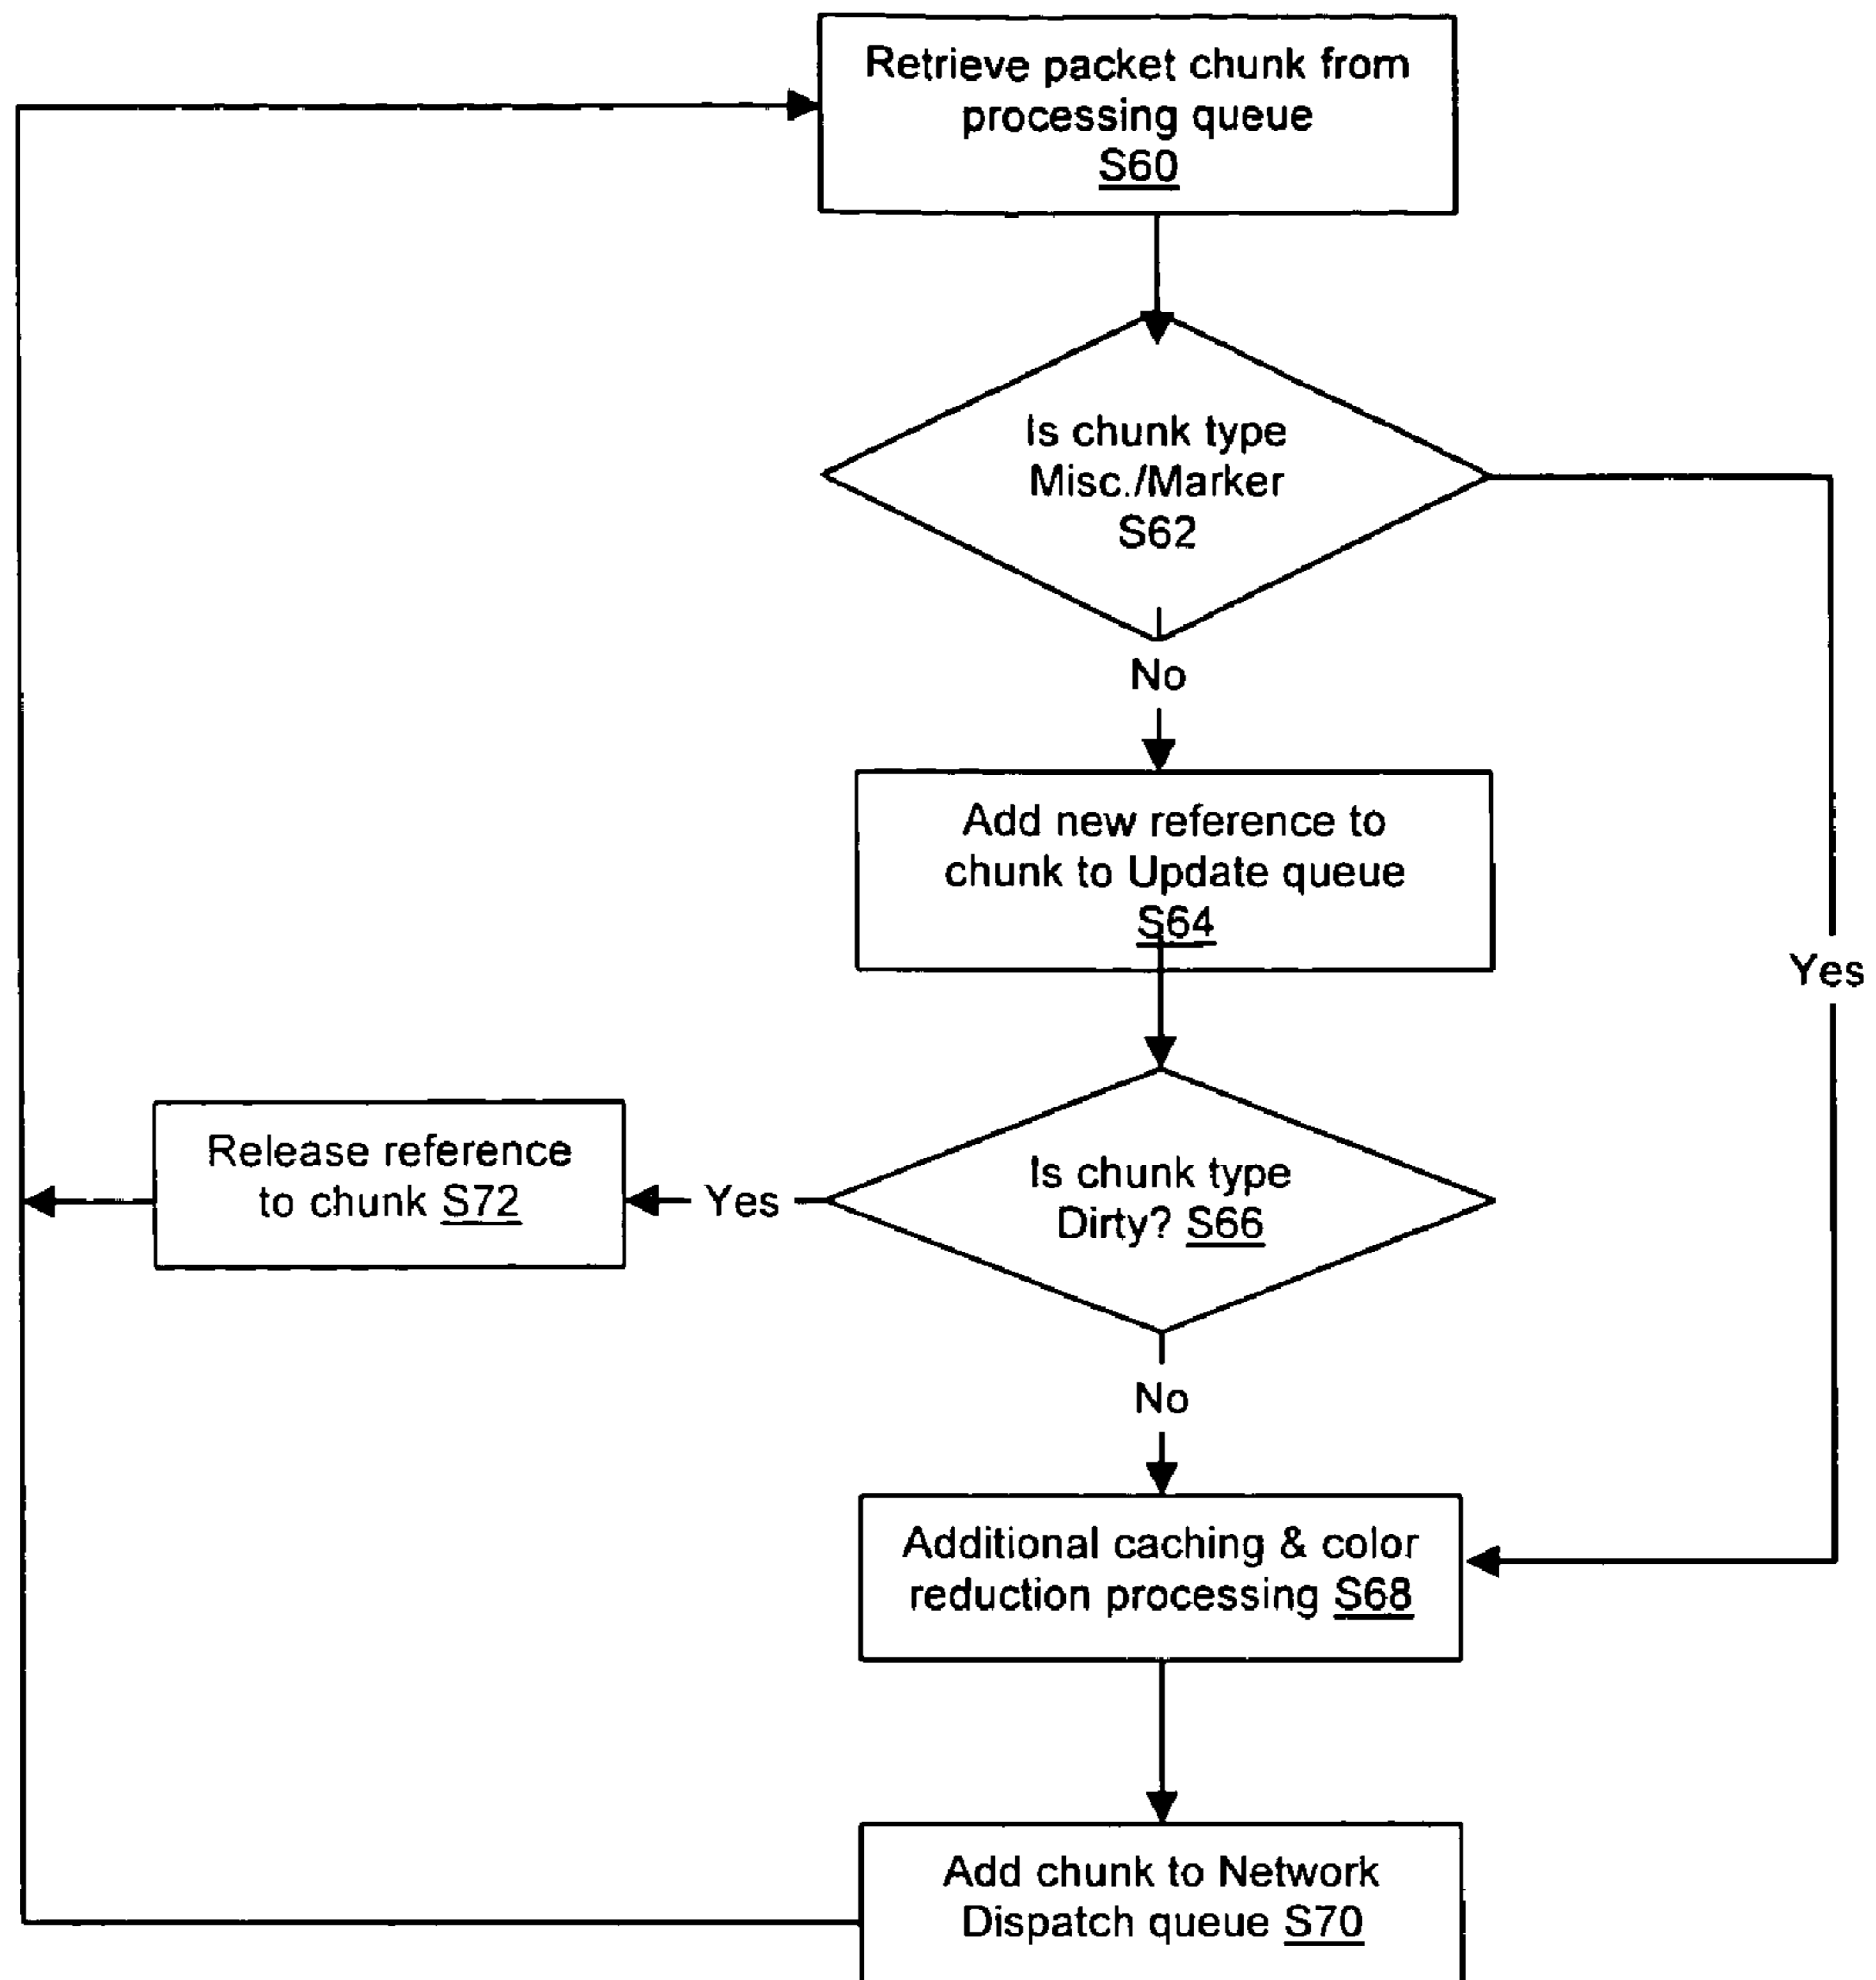 Retrieve packet chunk from
processing queue
S60
Is chunk type
Misc./Marker
S62
No
Add new reference to
chunk to Update queue
S64
Yes
Release reference
to chunk S72
Yes
Is chunk type
Dirty? S66
No
Additional caching & color
reduction processing S68
Add chunk to Network
Dispatch queue S70